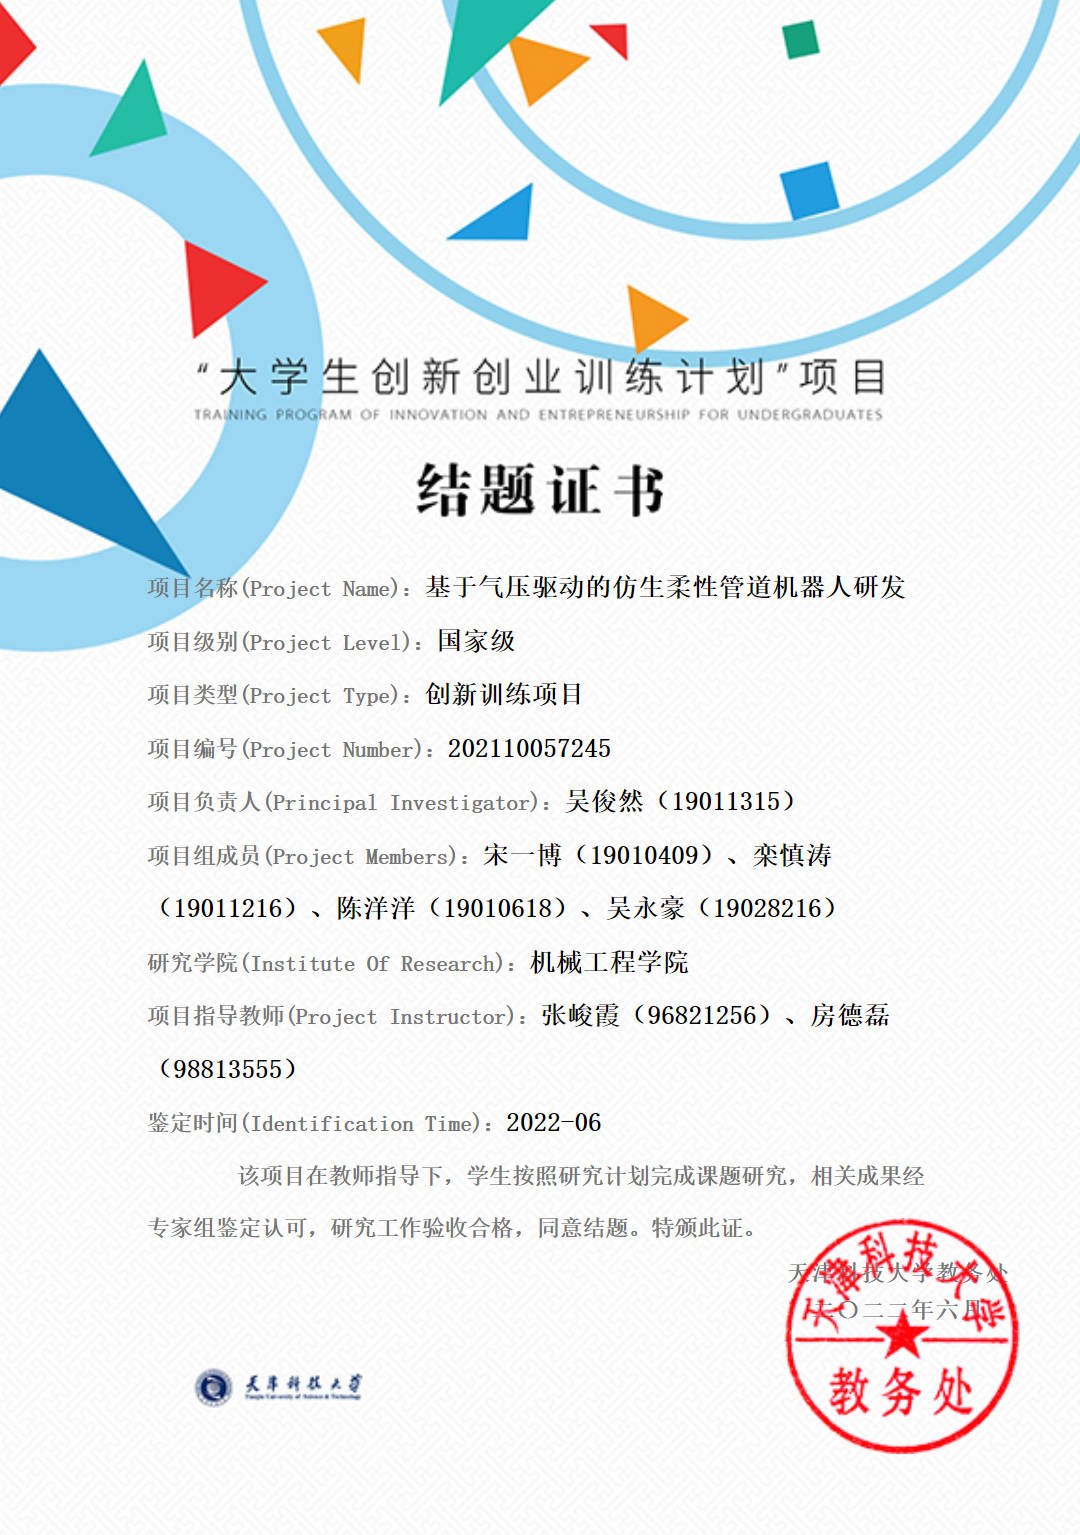 “大学生创新创业训练计划”项目
TRAINING PROGRAM OF INNOVATION AND ENTREPRENEURSHIP FOR UNDERGRADUATES
结题证书
项目名称(Project Name)：基于气压驱动的仿生柔性管道机器人研发
项目级别(Project Level)：国家级
项目类型(Project Type)：创新训练项目
项目编号(Project Number)：202110057245
项目负责人(Principal Investigator)：吴俊然（19011315）
项目组成员(Project Members)：宋一博（19010409）、栾慎涛
（19011216）、陈洋洋（19010618）、吴永豪（19028216）
研究学院(Institute Of Research)：机械工程学院
项目指导教师(Project Instructor)：张峻霞（96821256）、房德磊
（98813555）
鉴定时间(Identification Time)：2022-06
该项目在教师指导下，学生按照研究计划完成课题研究，相关成果经
专家组鉴定认可，研究工作验收合格，同意结题。特颁此证。
天津科技大学教务处
二〇二二年六月
天津科技大学
教务处
天津科技大学
Tianjin University of Science & Technology